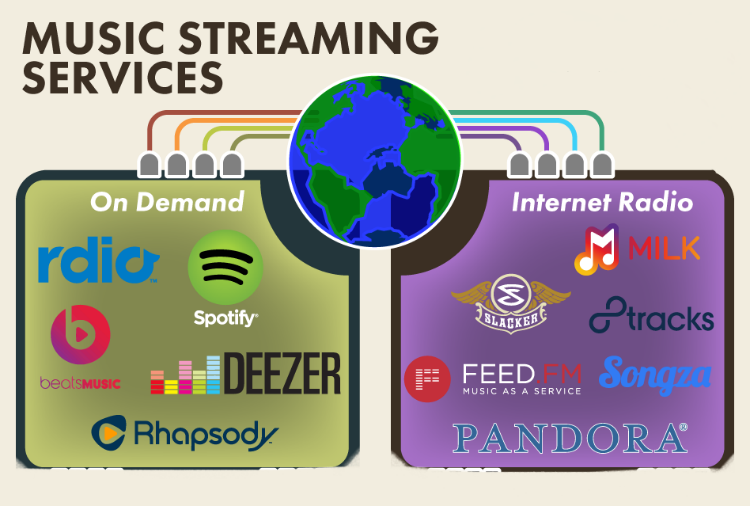 MUSIC STREAMING
SERVICES
On Demand
rdio™
Spotify®
beatsMUSIC
DEEZER
Rhapsody
Internet Radio
MILK
SLACKER
8tracks
FEED.FM
MUSIC AS A SERVICE
Songza
PANDORA®